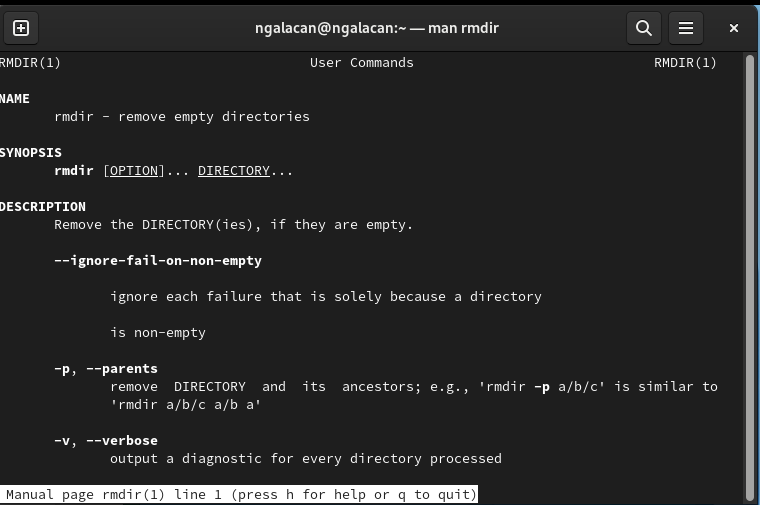 ngalacan@ngalacan:~ — man rmdir
RMDIR(1) User Commands RMDIR(1)
NAME
rmdir - remove empty directories
SYNOPSIS
rmdir [OPTION]... DIRECTORY...
DESCRIPTION
Remove the DIRECTORY(ies), if they are empty.
--ignore-fail-on-non-empty
ignore each failure that is solely because a directory
is non-empty
-p, --parents
remove DIRECTORY and its ancestors; e.g., 'rmdir -p a/b/c' is similar to
'rmdir a/b/c a/b a'
-v, --verbose
output a diagnostic for every directory processed
Manual page rmdir(1) line 1 (press h for help or q to quit)